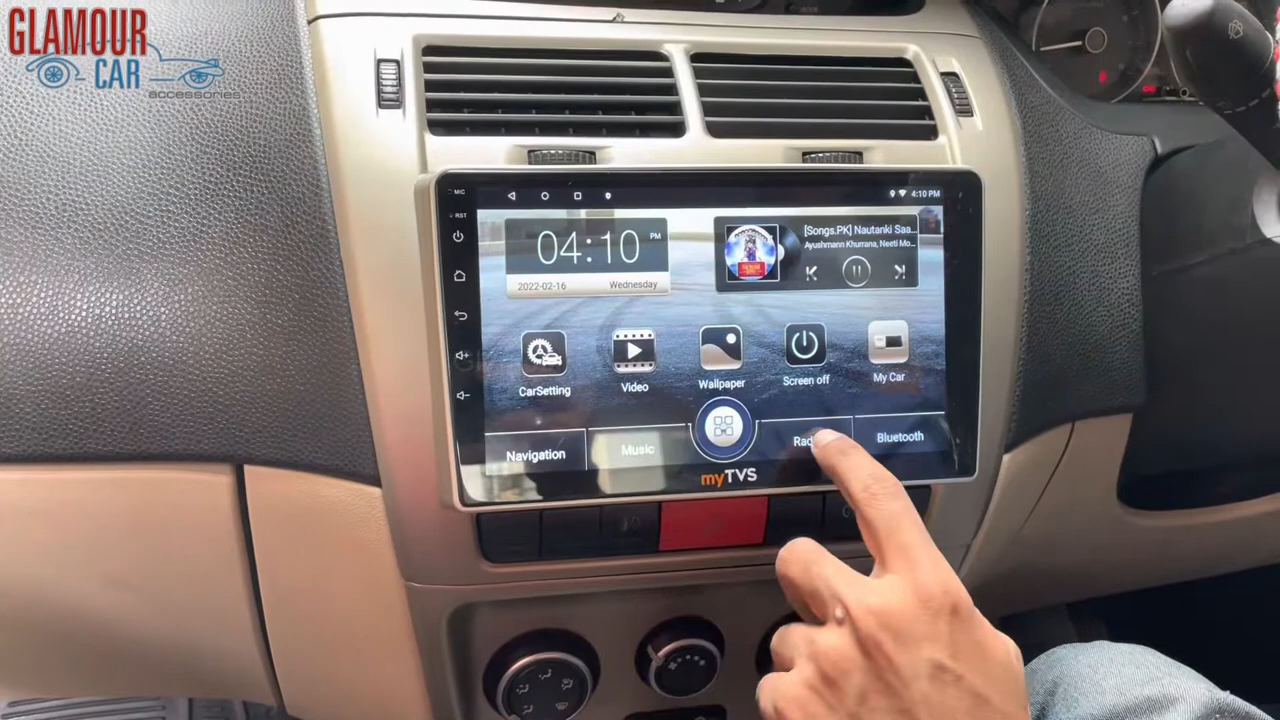 GLAMOUR
CAR
accessories
MIC
RST
4:10 PM
04:10 PM
2022-02-16 Wednesday
[Songs.PK] Nautanki Saa...
Ayushmann Khurrana, Neeti Mo...
CarSetting
Video
Wallpaper
Screen off
My Car
Navigation
Music
Rad
Bluetooth
myTVS